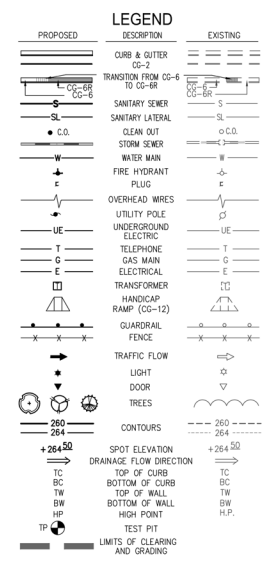 LEGEND
PROPOSED DESCRIPTION EXISTING
CURB & GUTTER
CG-2
TRANSITION FROM CG-6
TO CG-6R
CG-6R
CG-6
CG-6
CG-6R
S SANITARY SEWER S
SL SANITARY LATERAL SL
C.O. CLEAN OUT C.O.
STORM SEWER
W WATER MAIN W
FIRE HYDRANT
PLUG
OVERHEAD WIRES
UTILITY POLE
UE UNDERGROUND UE
ELECTRIC
T TELEPHONE T
G GAS MAIN G
E ELECTRICAL E
T TRANSFORMER
HANDICAP
RAMP (CG-12)
GUARDRAIL
X X X FENCE X X X
TRAFFIC FLOW
LIGHT
DOOR
TREES
260 260
CONTOURS
264 264
+264 50 SPOT ELEVATION +264 50
DRAINAGE FLOW DIRECTION
TC TOP OF CURB TC
BC BOTTOM OF CURB BC
TW TOP OF WALL TW
BW BOTTOM OF WALL BW
HP HIGH POINT H.P.
TP TEST PIT
LIMITS OF CLEARING
AND GRADING